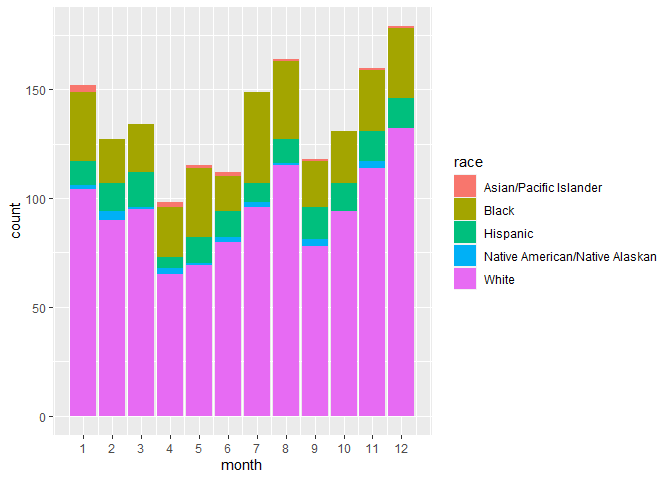 150
100
50
0
count
1 2 3 4 5 6 7 8 9 10 11 12
month
race
Asian/Pacific Islander
Black
Hispanic
Native American/Native Alaskan
White